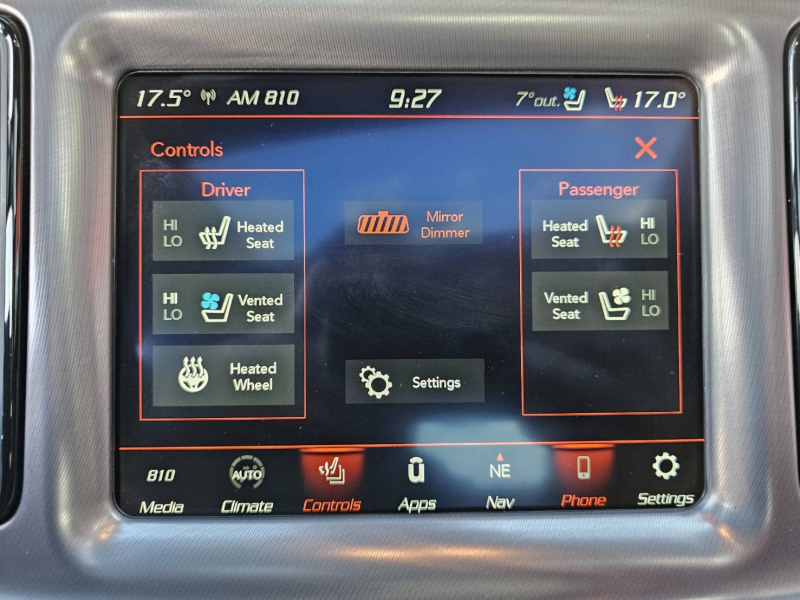 17.5° AM 810 9:27 7°out. 17.0°
Controls
Driver
HI
LO
Heated
Seat
HI
LO
Vented
Seat
Heated
Wheel
Mirror
Dimmer
Settings
Passenger
Heated
Seat
HI
LO
Vented
Seat
HI
LO
810 AUTO NE
Media Climate Controls Apps Nav Phone Settings